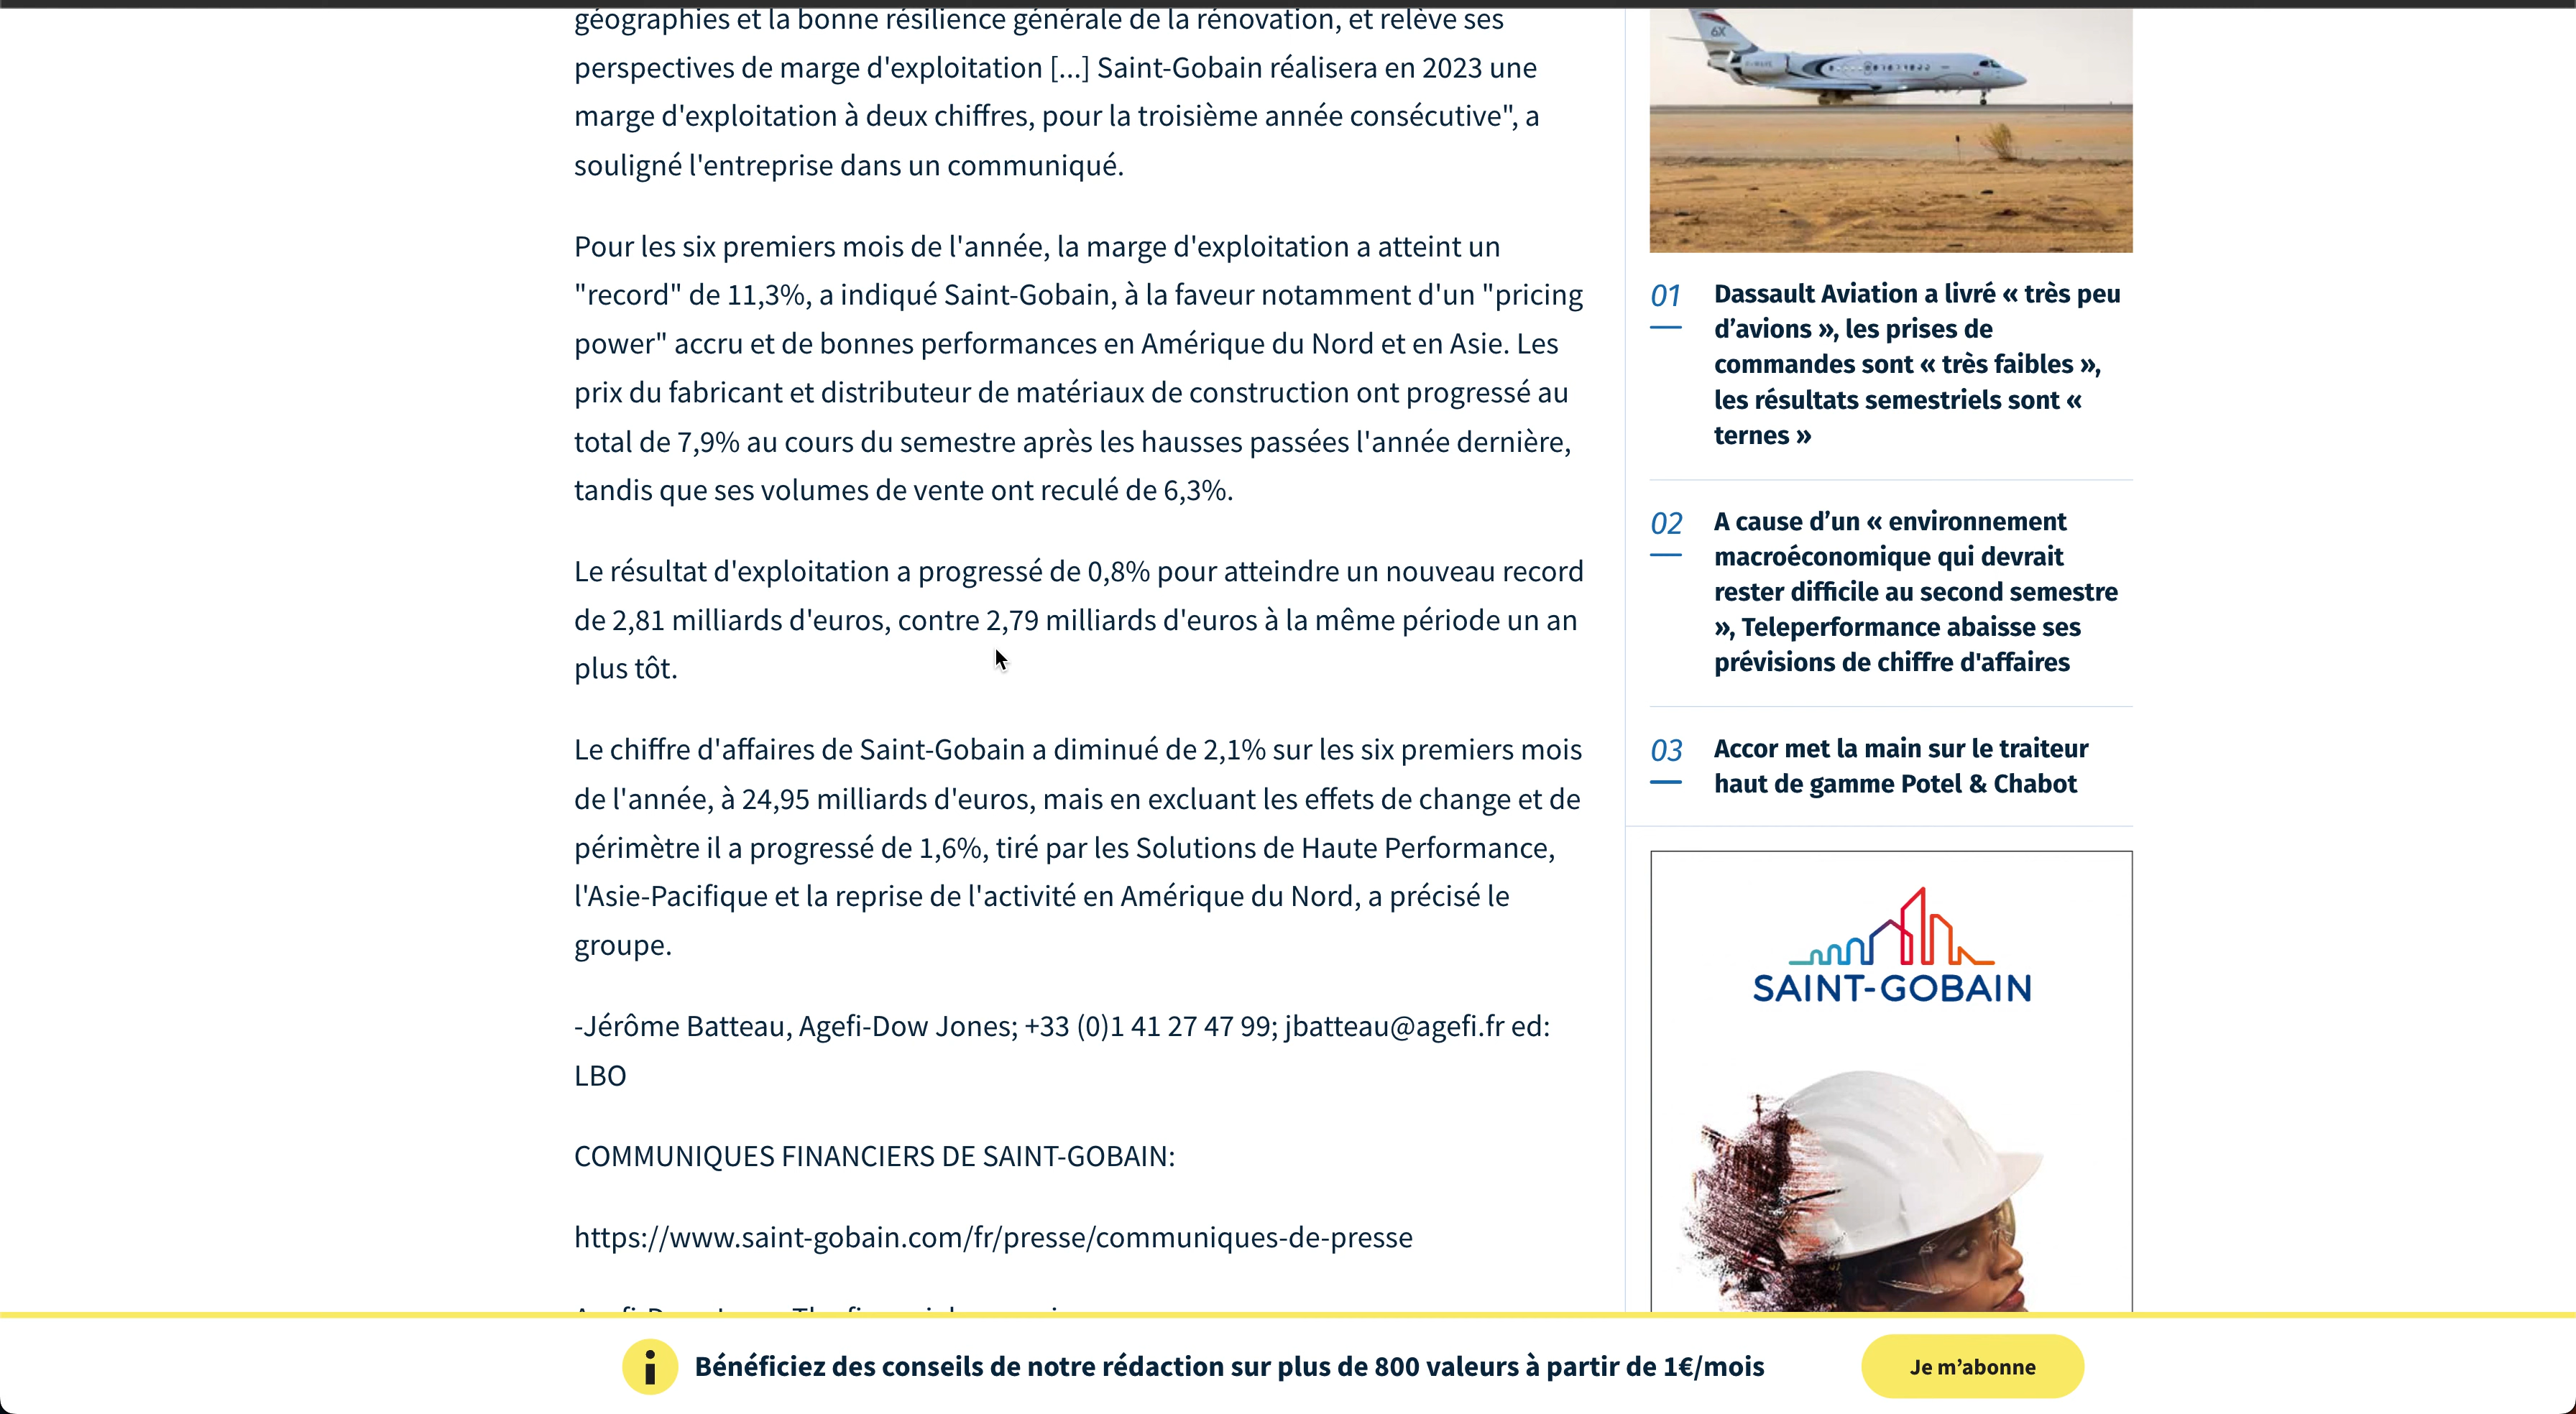 géographies et la bonne résilience générale de la rénovation, et relève ses
perspectives de marge d'exploitation [...] Saint-Gobain réalisera en 2023 une
marge d'exploitation à deux chiffres, pour la troisième année consécutive", a
souligné l'entreprise dans un communiqué.
Pour les six premiers mois de l'année, la marge d'exploitation a atteint un
"record" de 11,3%, a indiqué Saint-Gobain, à la faveur notamment d'un "pricing
power" accru et de bonnes performances en Amérique du Nord et en Asie. Les
prix du fabricant et distributeur de matériaux de construction ont progressé au
total de 7,9% au cours du semestre après les hausses passées l'année dernière,
tandis que ses volumes de vente ont reculé de 6,3%.
Le résultat d'exploitation a progressé de 0,8% pour atteindre un nouveau record
de 2,81 milliards d'euros, contre 2,79 milliards d'euros à la même période un an
plus tôt.
Le chiffre d'affaires de Saint-Gobain a diminué de 2,1% sur les six premiers mois
de l'année, à 24,95 milliards d'euros, mais en excluant les effets de change et de
périmètre il a progressé de 1,6%, tiré par les Solutions de Haute Performance,
l'Asie-Pacifique et la reprise de l'activité en Amérique du Nord, a précisé le
groupe.
-Jérôme Batteau, Agefi-Dow Jones; +33 (0)1 41 27 47 99; jbatteau@agefi.fr ed:
LBO
COMMUNIQUES FINANCIERS DE SAINT-GOBAIN:
https://www.saint-gobain.com/fr/presse/communiques-de-presse
6X
01
Dassault Aviation a livré « très peu
d’avions », les prises de
commandes sont « très faibles »,
les résultats semestriels sont «
ternes »
02
A cause d’un « environnement
macroéconomique qui devrait
rester difficile au second semestre
», Teleperformance abaisse ses
prévisions de chiffre d'affaires
03
Accor met la main sur le traiteur
haut de gamme Potel & Chabot
SAINT-GOBAIN
Bénéficiez des conseils de notre rédaction sur plus de 800 valeurs à partir de 1€/mois
Je m’abonne